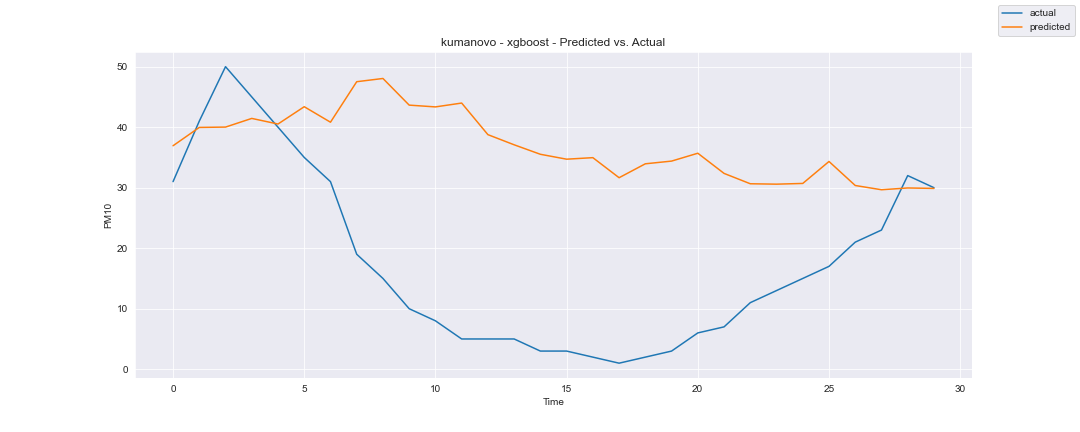 actual
predicted
kumanovo - xgboost - Predicted vs. Actual
50
40
30
20
10
0
PM10
0 5 10 15 20 25 30
Time